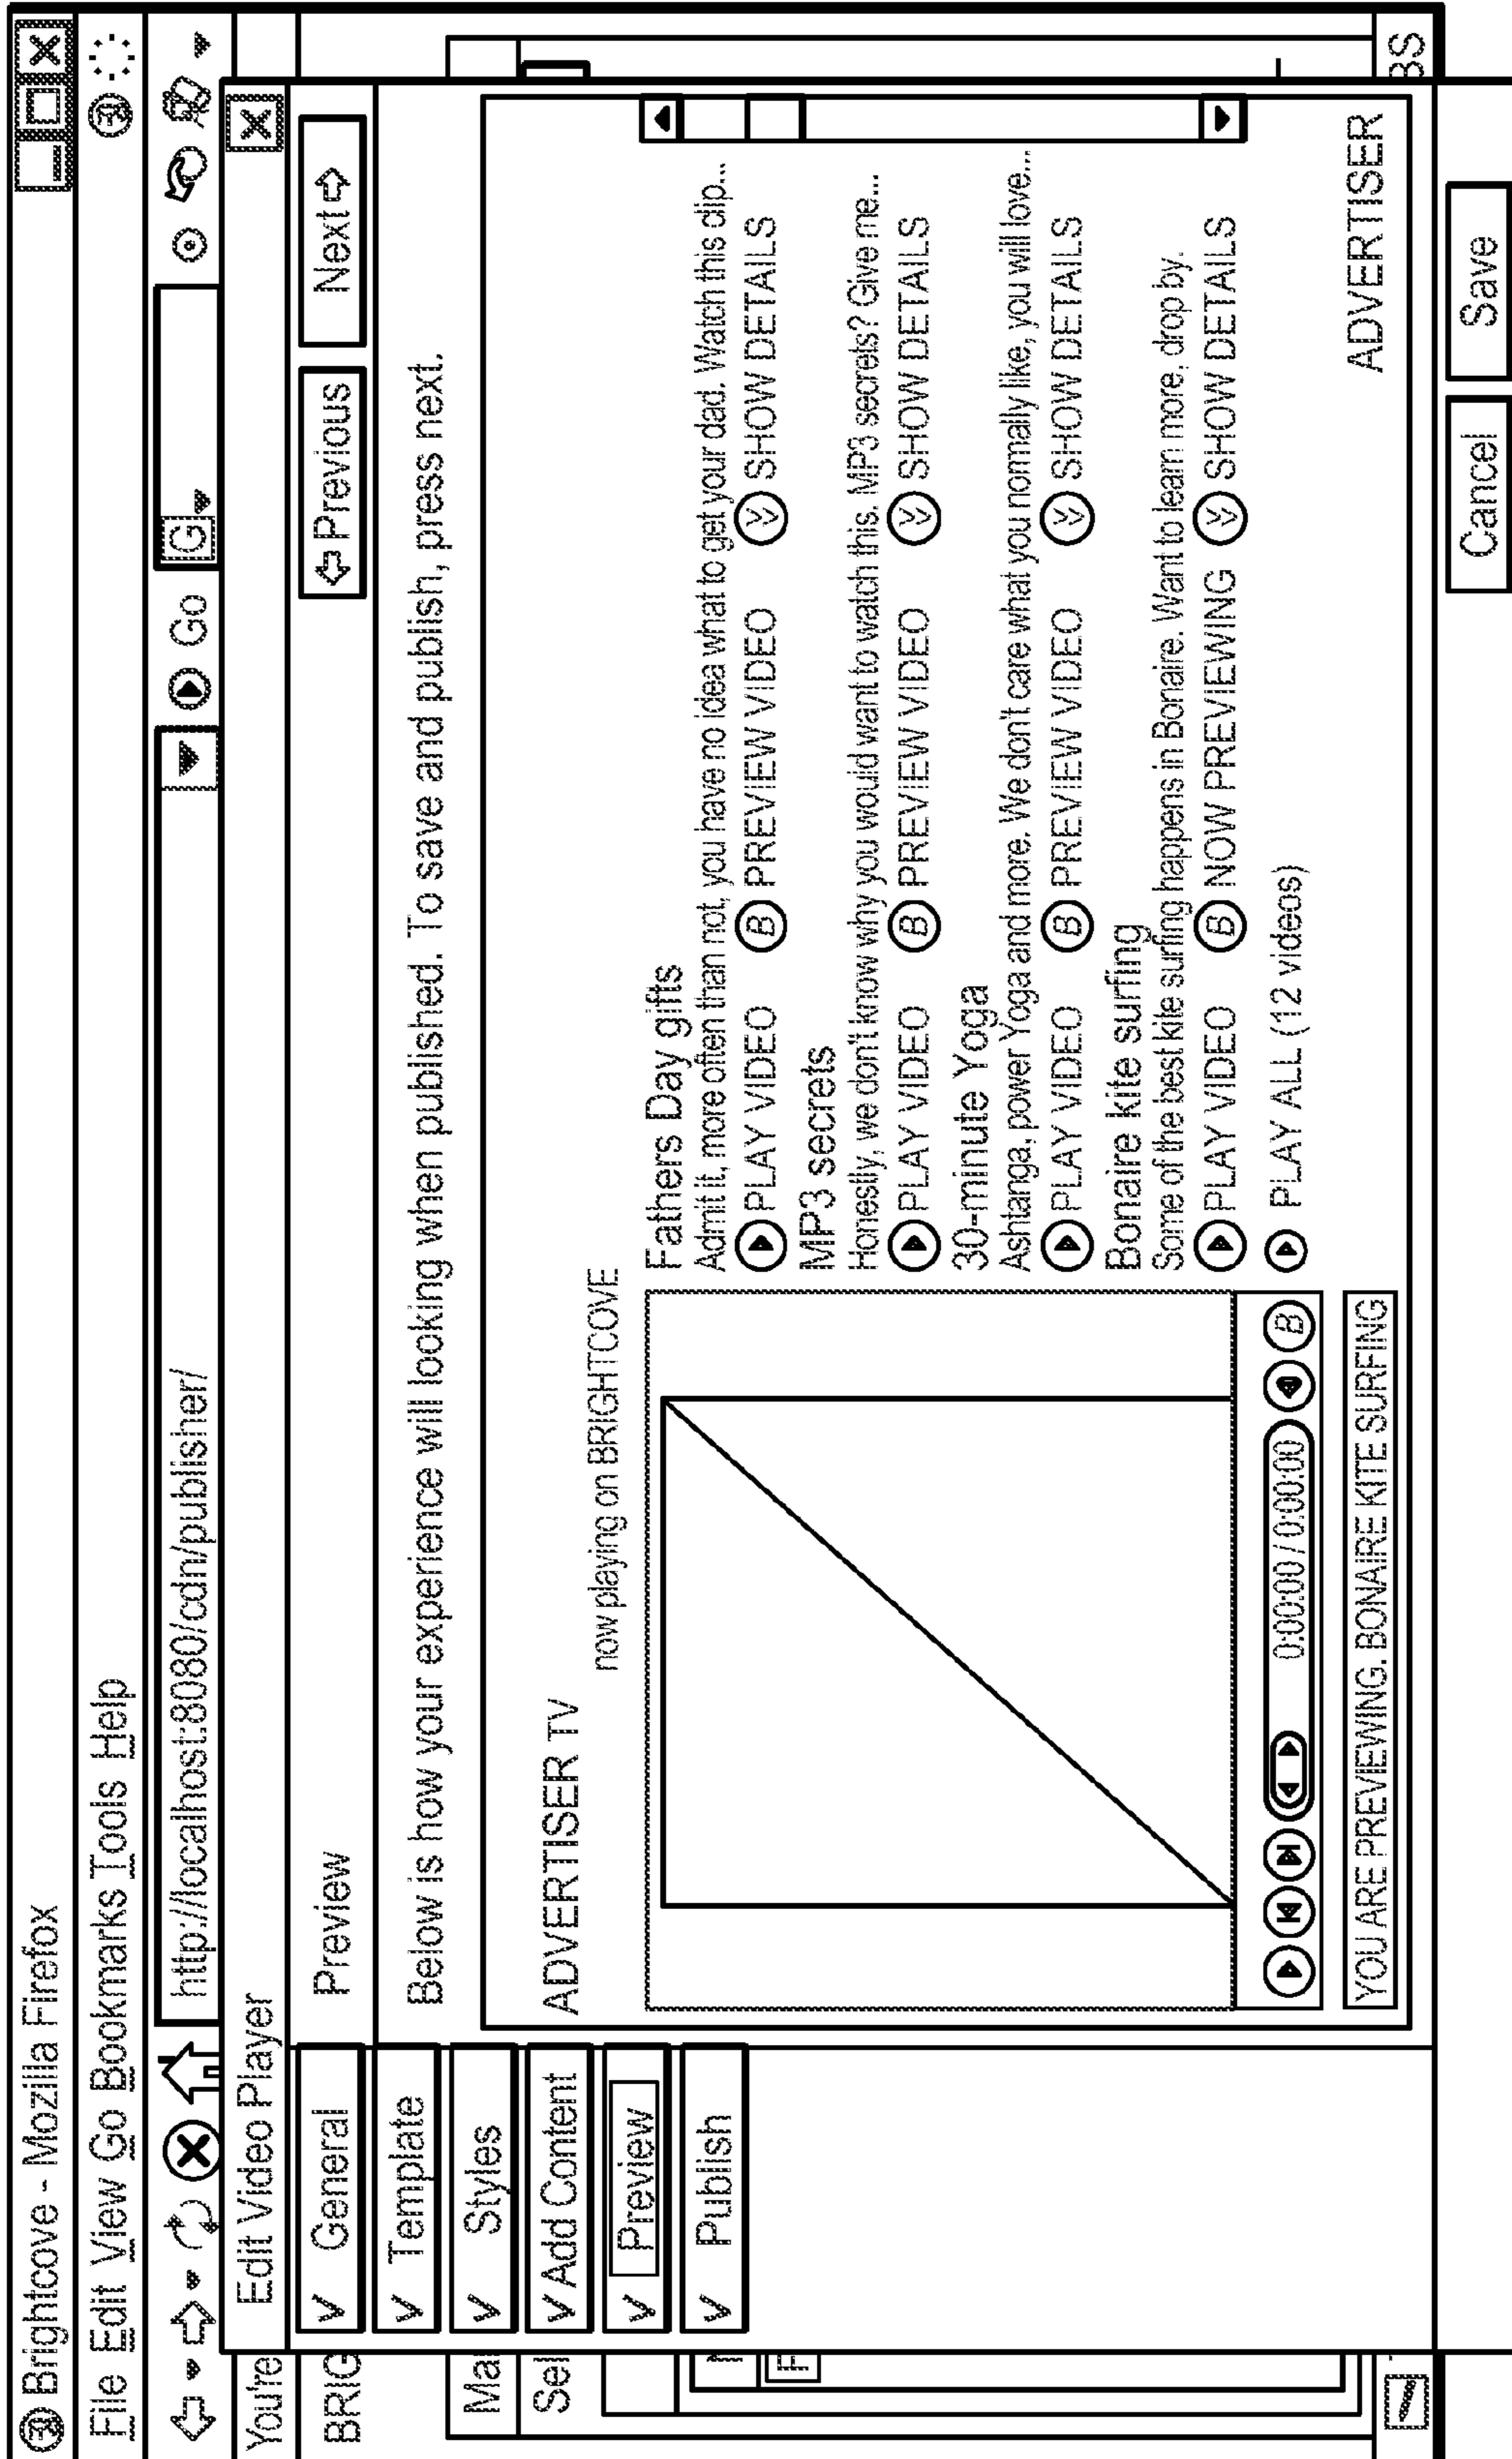 Brightcove - Mozilla Firefox
File Edit View Go Bookmarks Tools Help
http://localhost:8080/cdn/publisher/ Go G
You're
Edit Video Player
BRIG
General
Template
Styles
Add Content
Preview
Publish
Preview
Previous
Next
Below is how your experience will looking when published. To save and publish, press next.
ADVERTISER TV
now playing on BRIGHTCOVE
0:00:00 / 0:00:00 B
YOU ARE PREVIEWING. BONAIRE KITE SURFING
Fathers Day gifts
Admit it, more often than not, you have no idea what to get your dad. Watch this clip...
PLAY VIDEO B PREVIEW VIDEO SHOW DETAILS
MP3 secrets
Honestly, we don't know why you would want to watch this. MP3 secrets? Give me...
PLAY VIDEO B PREVIEW VIDEO SHOW DETAILS
30-minute Yoga
Ashtanga, power Yoga and more. We don't care what you normally like, you will love...
PLAY VIDEO B PREVIEW VIDEO SHOW DETAILS
Bonaire kite surfing
Some of the best kite surfing happens in Bonaire. Want to learn more, drop by.
PLAY VIDEO B NOW PREVIEWING SHOW DETAILS
PLAY ALL (12 videos)
ADVERTISER
Cancel
Save
Mai
Sel